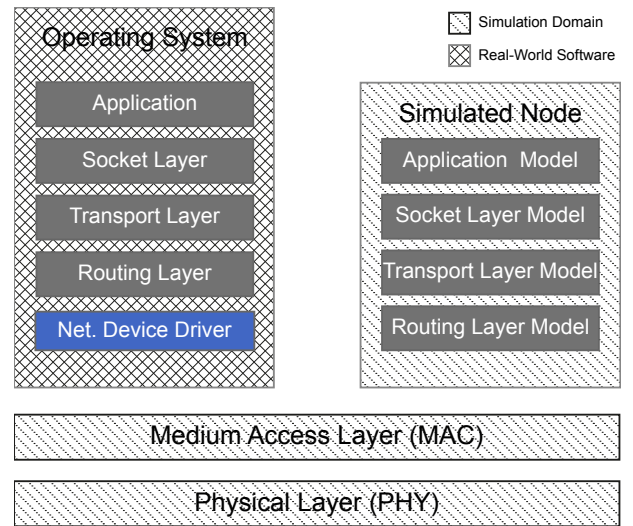 Operating System
Application
Socket Layer
Transport Layer
Routing Layer
Net. Device Driver
Simulation Domain
Real-World Software
Simulated Node
Application Model
Socket Layer Model
Transport Layer Model
Routing Layer Model
Medium Access Layer (MAC)
Physical Layer (PHY)